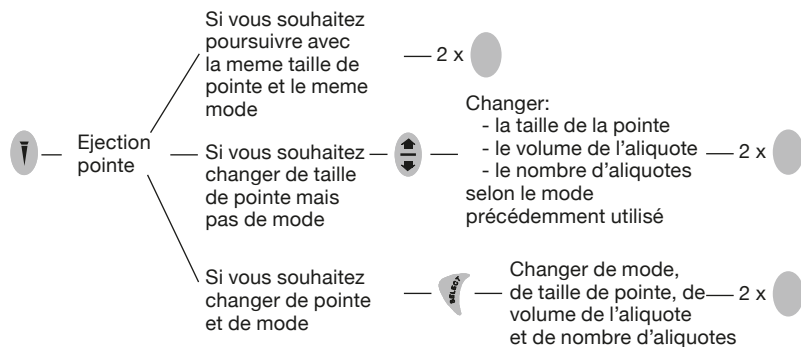 Si vous souhaitez
poursuivre avec
la meme taille de
pointe et le meme
mode
2 x
Ejection
pointe
Si vous souhaitez
changer de taille
de pointe mais
pas de mode
Changer:
- la taille de la pointe
- le volume de l'aliquote
- le nombre d'aliquotes
selon le mode
précédemment utilisé
2 x
Si vous souhaitez
changer de pointe
et de mode
SELECT
Changer de mode,
de taille de pointe, de
volume de l'aliquote
et de nombre d'aliquotes
2 x